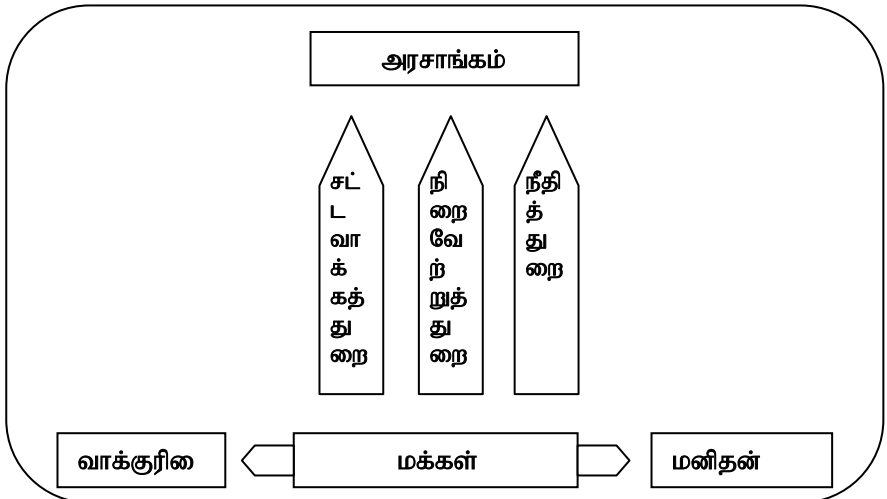 அரசாங்கம்
சட்
ட
வா
க்
கத்
து
றை
நி
றை
வே
ற்
றுத்
து
றை
நீதி
த்
து
றை
வாக்குரிமை
மக்கள்
மனிதன்